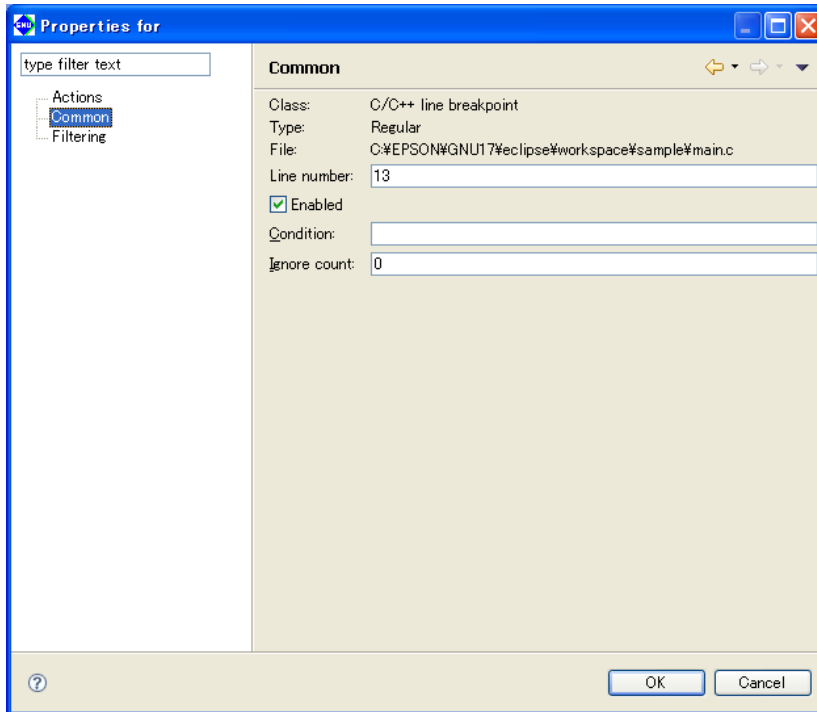 GNU Properties for
type filter text
Actions
Common
Filtering
Common
Class: C/C++ line breakpoint
Type: Regular
File: C:¥EPSON¥GNU17¥eclipse¥workspace¥sample¥main.c
Line number: 13
Enabled
Condition:
Ignore count: 0
?
OK Cancel